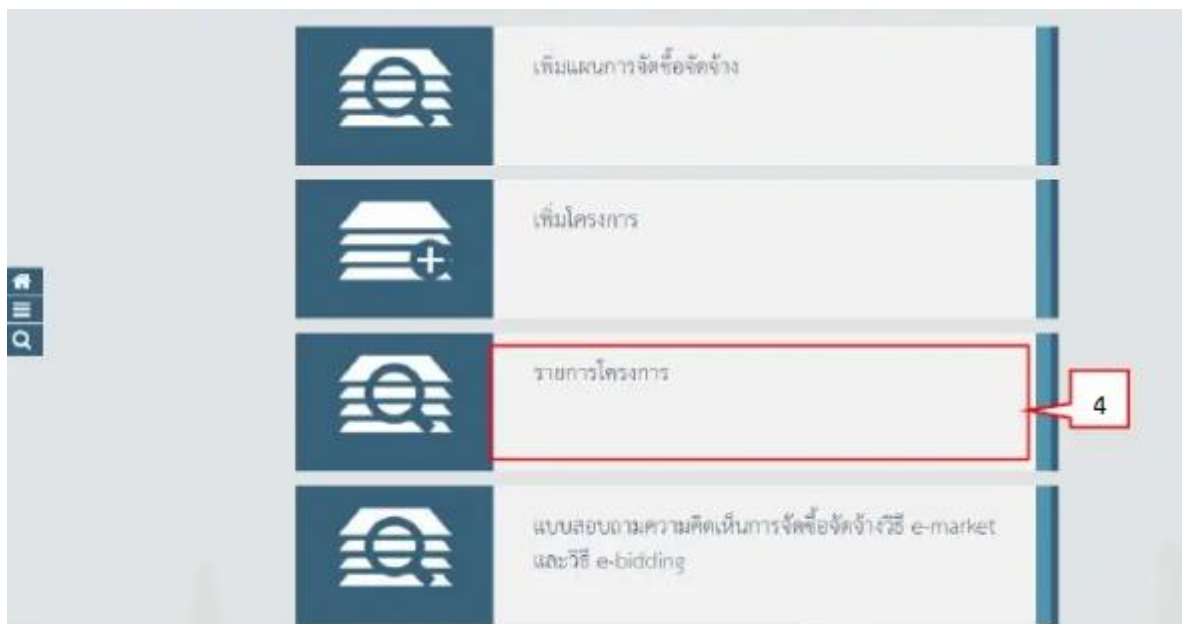 เพิ่มแผนการจัดซื้อจัดจ้าง
เพิ่มโครงการ
รายการโครงการ
4
แบบสอบถามความคิดเห็นการจัดซื้อจัดจ้างวิธี e-market
และวิธี e-bidding